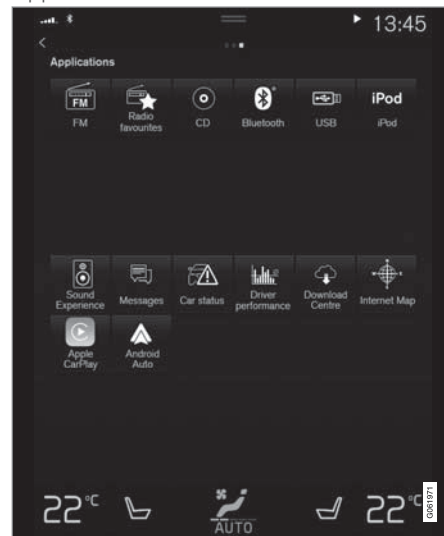 13:45
Applications
FM
iPod
FM
Radio
favourites
CD
Bluetooth
USB
iPod
Sound
Experience
Messages
Car status
Driver
performance
Download
Centre
Internet Map
Apple
CarPlay
Android
Auto
22°C
AUTO
22°C
G061971